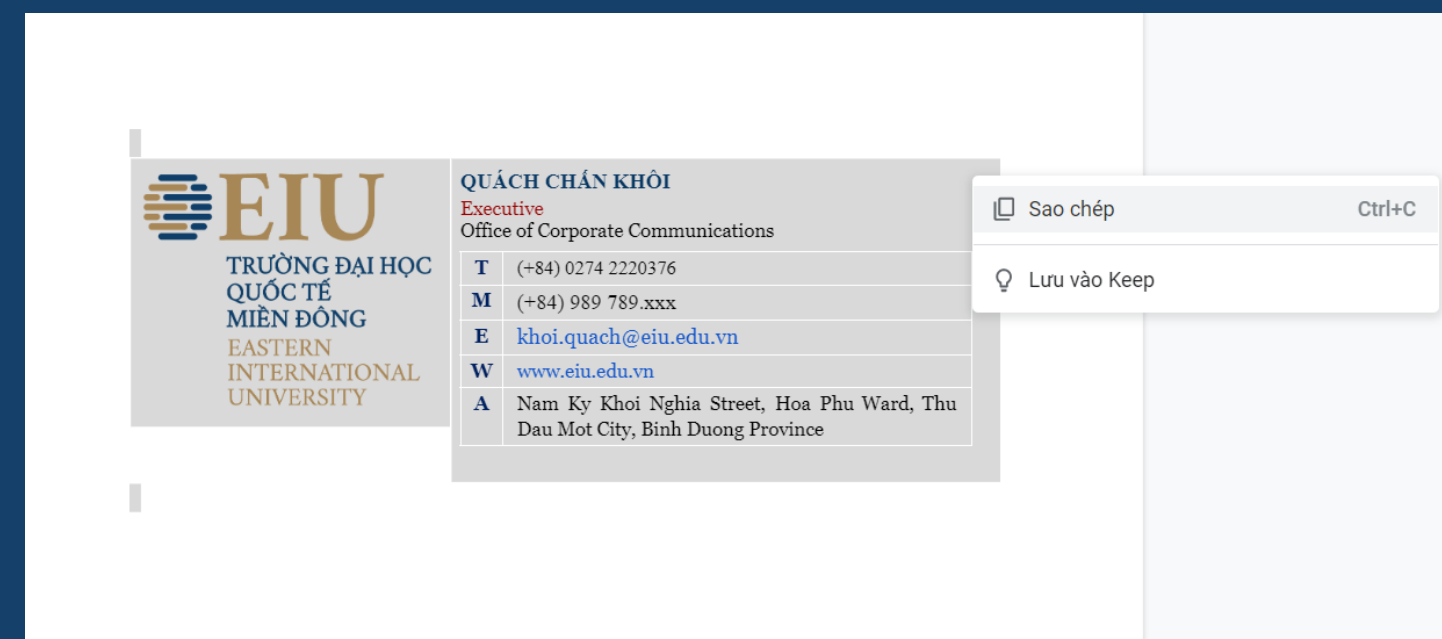 EIU
TRƯỜNG ĐẠI HỌC
QUỐC TẾ
MIỀN ĐÔNG
EASTERN
INTERNATIONAL
UNIVERSITY
QUÁCH CHẤN KHÔI
Executive
Office of Corporate Communications
T (+84) 0274 2220376
M (+84) 989 789.xxx
E khoi.quach@eiu.edu.vn
W www.eiu.edu.vn
A Nam Ky Khoi Nghia Street, Hoa Phu Ward, Thu
Dau Mot City, Binh Duong Province
Sao chép Ctrl+C
Lưu vào Keep